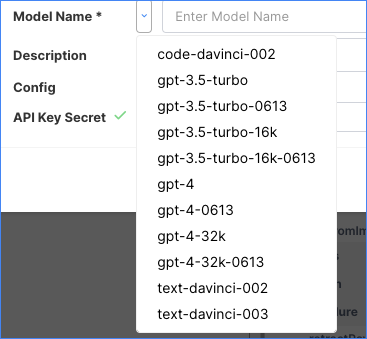 Model Name *
Enter Model Name
Description
Config
API Key Secret
code-davinci-002
gpt-3.5-turbo
gpt-3.5-turbo-0613
gpt-3.5-turbo-16k
gpt-3.5-turbo-16k-0613
gpt-4
gpt-4-0613
gpt-4-32k
gpt-4-32k-0613
text-davinci-002
text-davinci-003